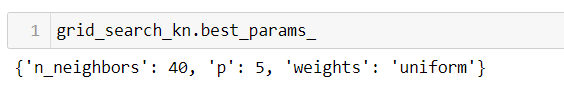 1 grid_search_kn.best_params_
{'n_neighbors': 40, 'p': 5, 'weights': 'uniform'}